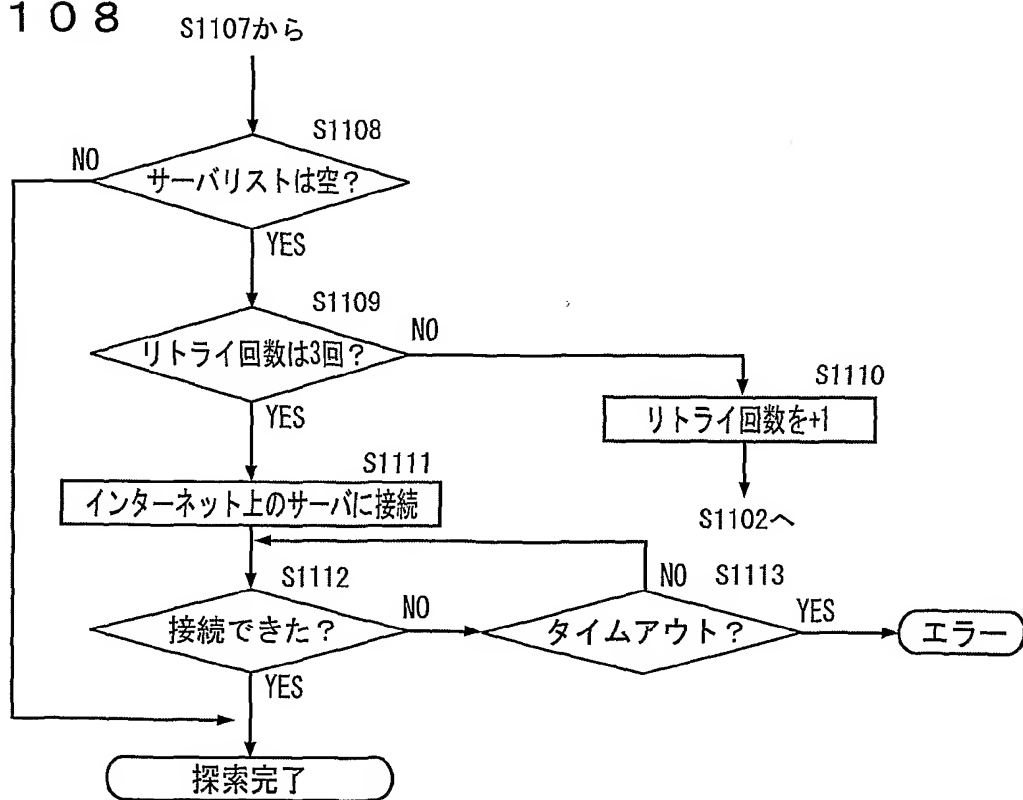 １０８
S1107から
S1108
NO
サーバリストは空？
YES
S1109
リトライ回数は3回？
NO
YES
S1110
リトライ回数を+1
S1102へ
S1111
インターネット上のサーバに接続
S1112
接続できた？
NO
NO
S1113
タイムアウト？
YES
エラー
YES
探索完了